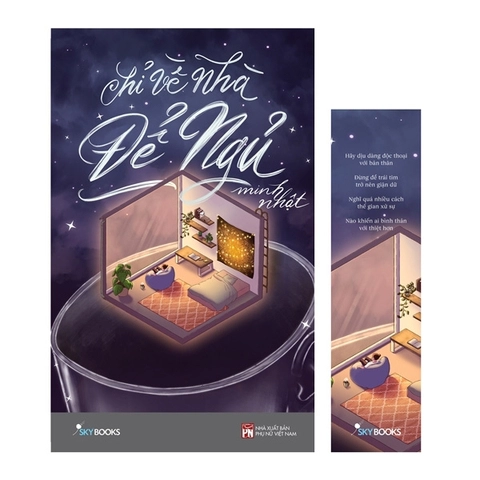 chỉ về nhà
Để Ngủ
minh
nhật
SKYBOOKS
PN
NHÀ XUẤT BẢN
PHỤ NỮ VIỆT NAM
Hãy dịu dàng độc thoại
với bản thân
Đừng để trái tim
trở nên giận dữ
Nghĩ quá nhiều cách
thế gian xử sự
Nào khiến ai bình thản
với thiệt hơn
SKYBOOKS